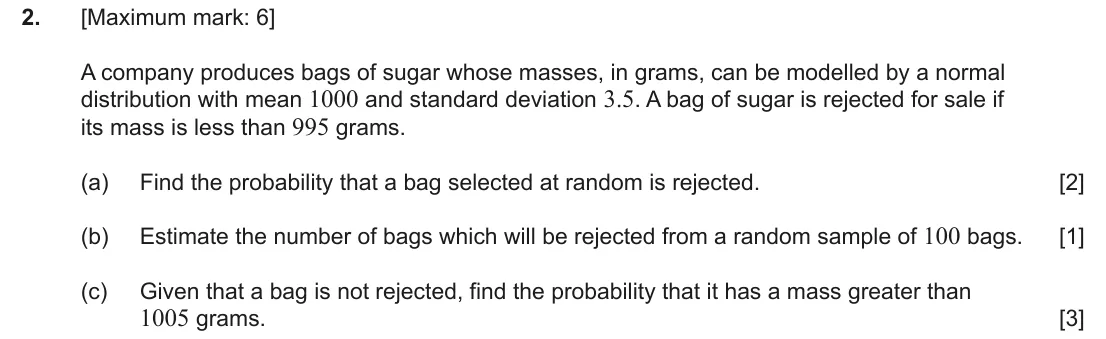 2. [Maximum mark: 6]
A company produces bags of sugar whose masses, in grams, can be modelled by a normal
distribution with mean 1000 and standard deviation 3.5. A bag of sugar is rejected for sale if
its mass is less than 995 grams.
(a) Find the probability that a bag selected at random is rejected. [2]
(b) Estimate the number of bags which will be rejected from a random sample of 100 bags. [1]
(c) Given that a bag is not rejected, find the probability that it has a mass greater than
1005 grams. [3]